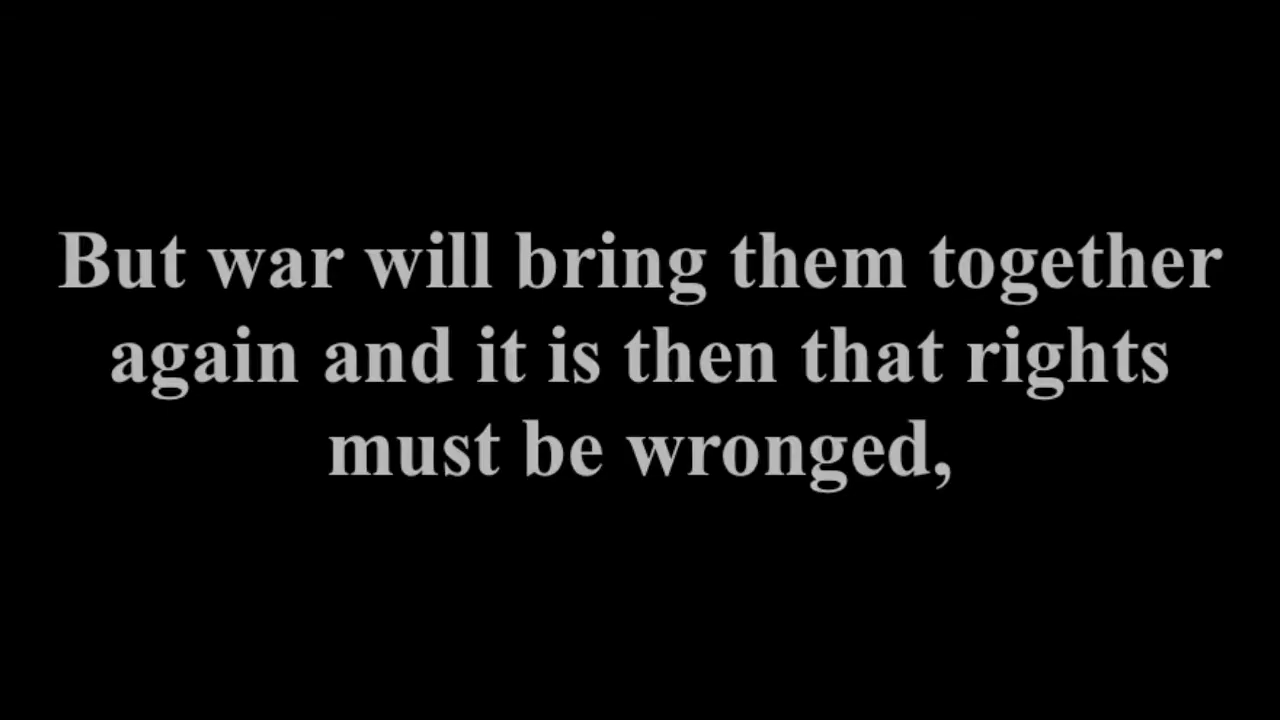 But war will bring them together
again and it is then that rights
must be wronged,